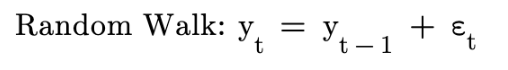 Random Walk: yₜ = yₜ₋₁ + εₜ